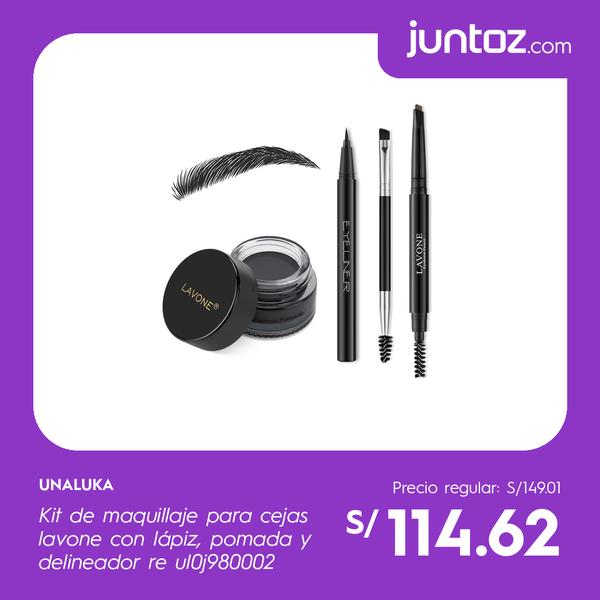 juntoz.com
EYELINER
LAVONE
LAVONE®
UNALUKA
Kit de maquillaje para cejas
lavone con lápiz, pomada y
delineador re ul0j980002
Precio regular: S/149.01
S/114.62